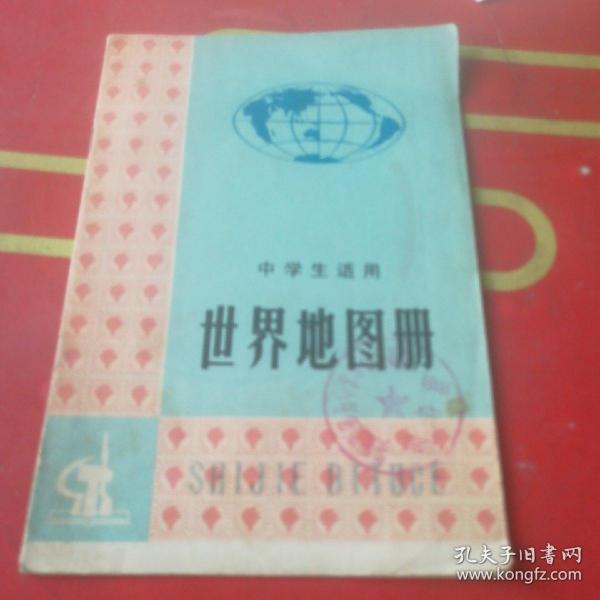 中学生适用
世界地图册
SHIJIE DITUCE
孔夫子旧书网
www.kongfz.com